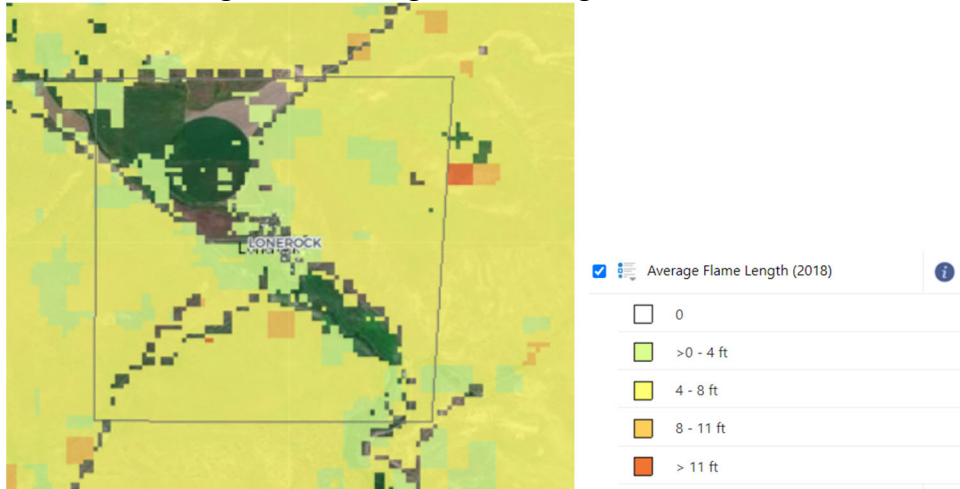 LONEROCK
Average Flame Length (2018)
i
0
>0 - 4 ft
4 - 8 ft
8 - 11 ft
> 11 ft